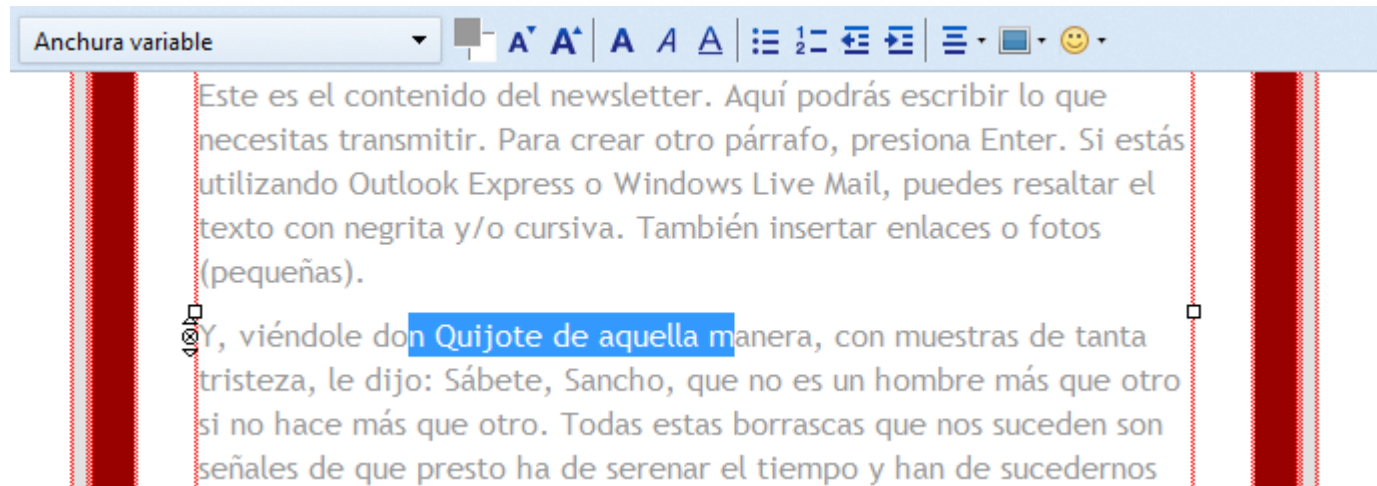 Anchura variable
Este es el contenido del newsletter. Aquí podrás escribir lo que
necesitas transmitir. Para crear otro párrafo, presiona Enter. Si estás
utilizando Outlook Express o Windows Live Mail, puedes resaltar el
texto con negrita y/o cursiva. También insertar enlaces o fotos
(pequeñas).
Y, viéndole don Quijote de aquella manera, con muestras de tanta
tristeza, le dijo: Sábete, Sancho, que no es un hombre más que otro
si no hace más que otro. Todas estas borrascas que nos suceden son
señales de que presto ha de serenar el tiempo y han de sucedernos